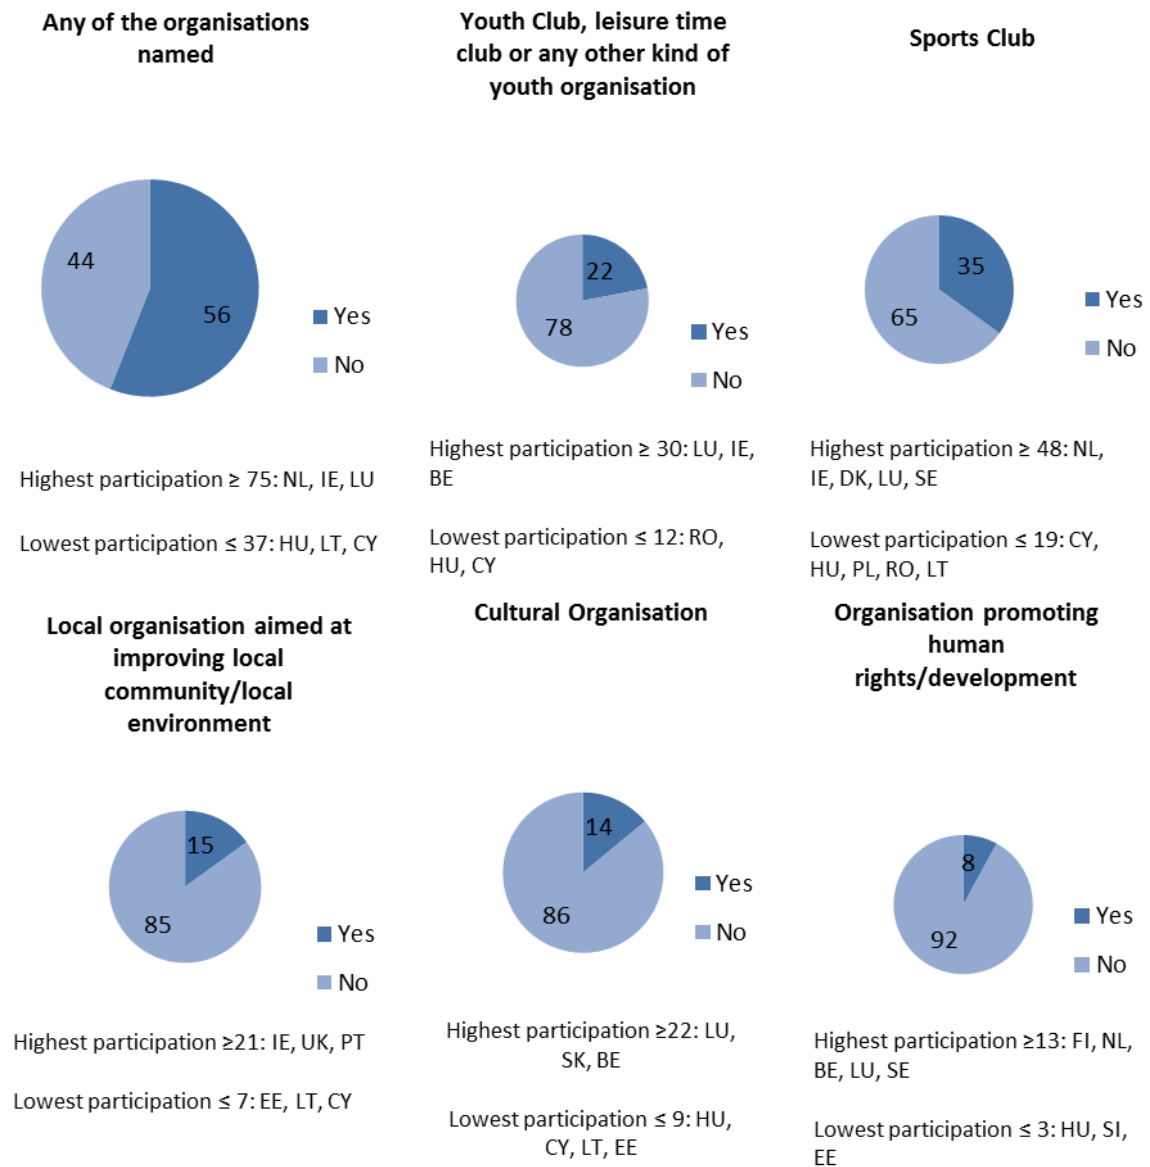 Any of the organisations
named
44
56
Yes
No
Highest participation ≥ 75: NL, IE, LU
Lowest participation ≤ 37: HU, LT, CY
Youth Club, leisure time
club or any other kind of
youth organisation
22
78
Yes
No
Highest participation ≥ 30: LU, IE,
BE
Lowest participation ≤ 12: RO,
HU, CY
Sports Club
35
65
Yes
No
Highest participation ≥ 48: NL,
IE, DK, LU, SE
Lowest participation ≤ 19: CY,
HU, PL, RO, LT
Local organisation aimed at
improving local
community/local
environment
15
85
Yes
No
Highest participation ≥21: IE, UK, PT
Lowest participation ≤ 7: EE, LT, CY
Cultural Organisation
14
86
Yes
No
Highest participation ≥22: LU,
SK, BE
Lowest participation ≤ 9: HU,
CY, LT, EE
Organisation promoting
human
rights/development
8
92
Yes
No
Highest participation ≥13: FI, NL,
BE, LU, SE
Lowest participation ≤ 3: HU, SI,
EE